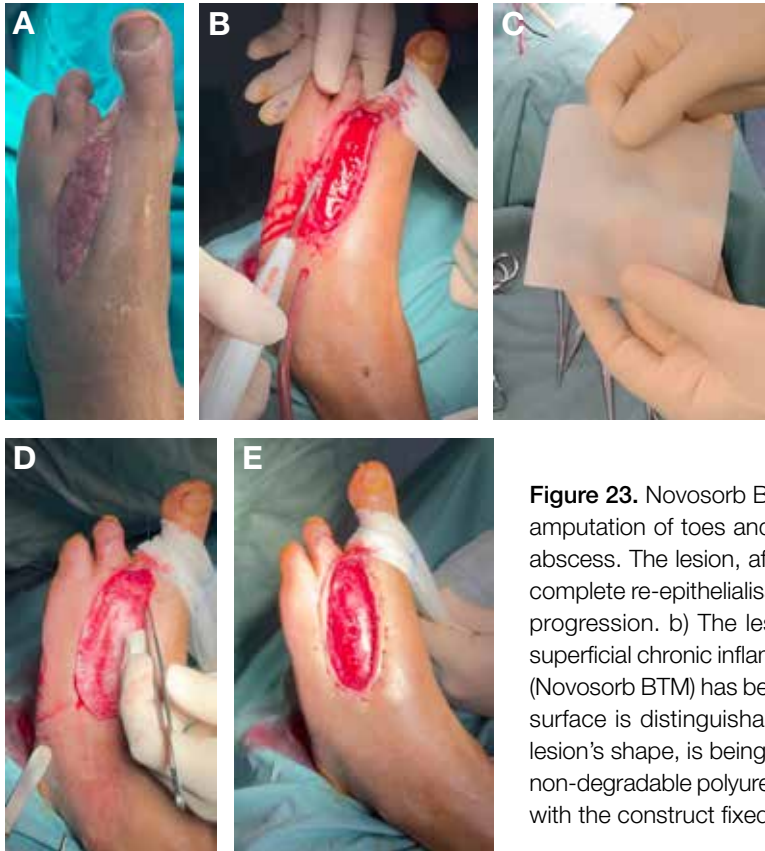 A
B
C
D
E
Figure 23. Novosorb B
amputation of toes and
abscess. The lesion, af
complete re-epithelialis
progression. b) The les
superficial chronic inflan
(Novosorb BTM) has be
surface is distinguisha
lesion's shape, is being
non-degradable polyure
with the construct fixed